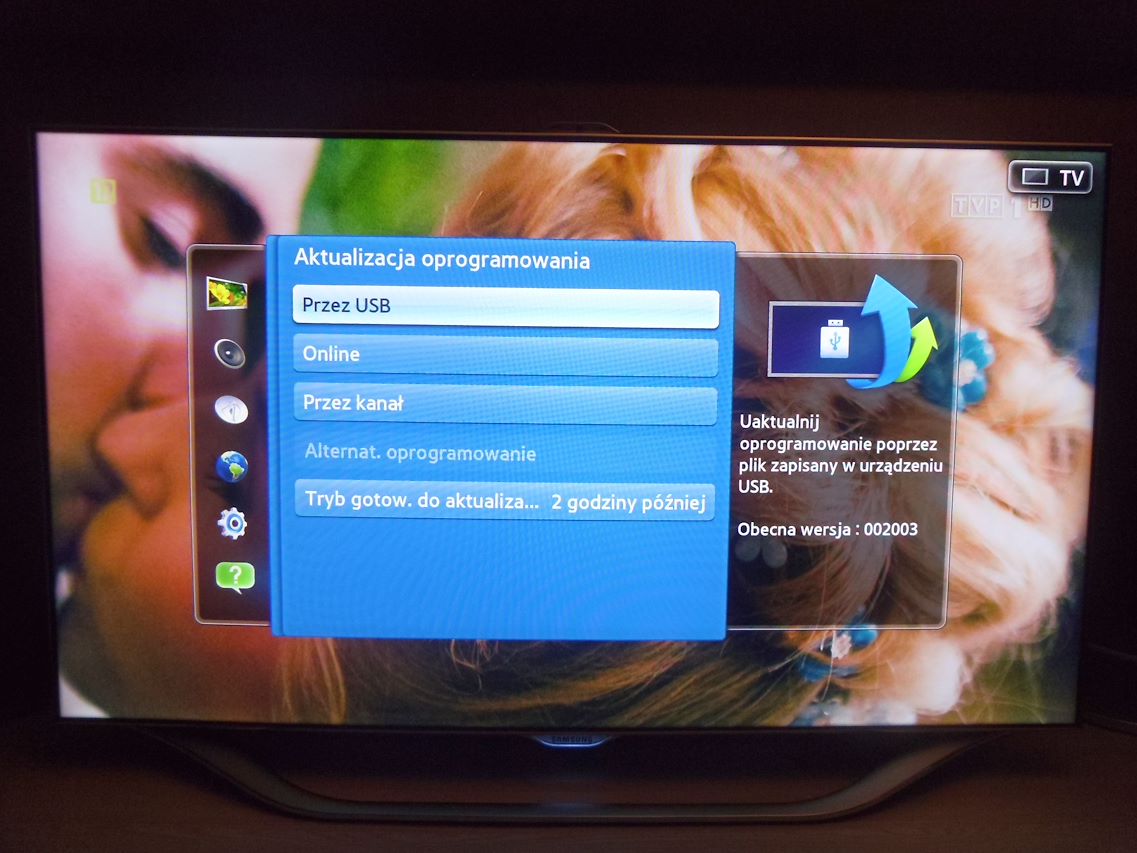 TV
TVP 1 HD
Aktualizacja oprogramowania
Przez USB
Online
Przez kanał
Alternat. oprogramowanie
Tryb gotow. do aktualiza... 2 godziny później
Uaktualnij
oprogramowanie poprzez
plik zapisany w urządzeniu
USB.
Obecna wersja : 002003
SAMSUNG